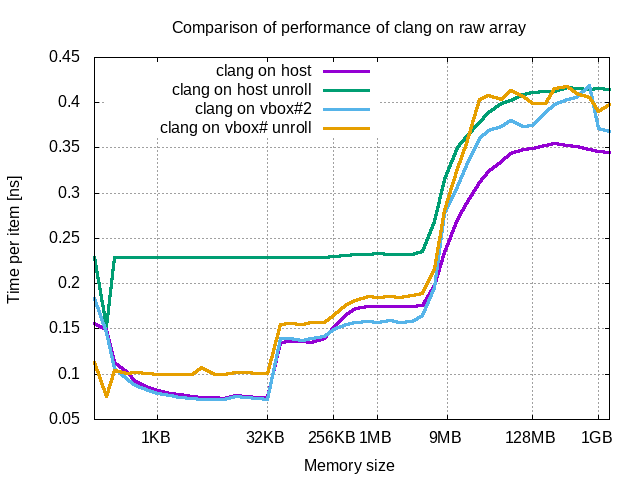 Comparison of performance of clang on raw array
clang on host
clang on host unroll
clang on vbox#2
clang on vbox# unroll
Time per item [ns]
0.45
0.4
0.35
0.3
0.25
0.2
0.15
0.1
0.05
1KB 32KB 256KB 1MB 9MB 128MB 1GB
Memory size